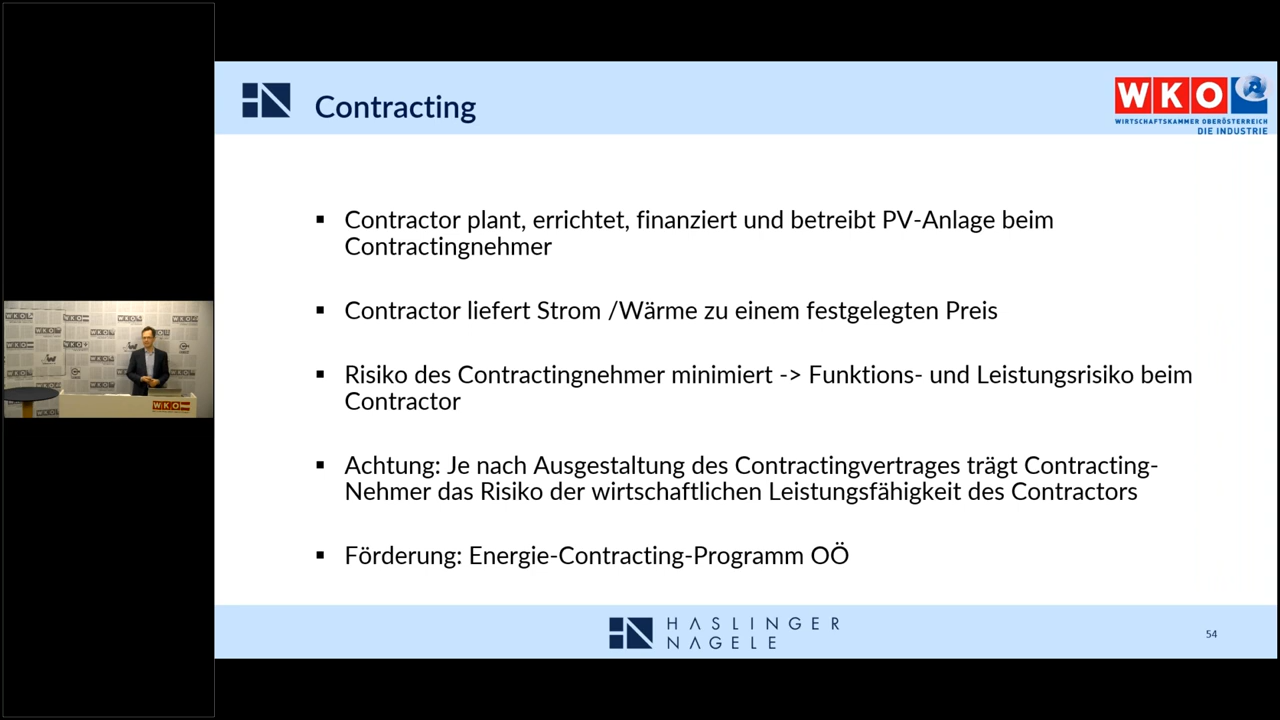 Contracting
WKO
WIRTSCHAFTSKAMMER OBERÖSTERREICH
DIE INDUSTRIE
▪ Contractor plant, errichtet, finanziert und betreibt PV-Anlage beim
Contractingnehmer
▪ Contractor liefert Strom /Wärme zu einem festgelegten Preis
▪ Risiko des Contractingnehmer minimiert -> Funktions- und Leistungsrisiko beim
Contractor
▪ Achtung: Je nach Ausgestaltung des Contractingvertrages trägt Contracting-
Nehmer das Risiko der wirtschaftlichen Leistungsfähigkeit des Contractors
▪ Förderung: Energie-Contracting-Programm OÖ
HASLINGER
NAGELE
54
WKO